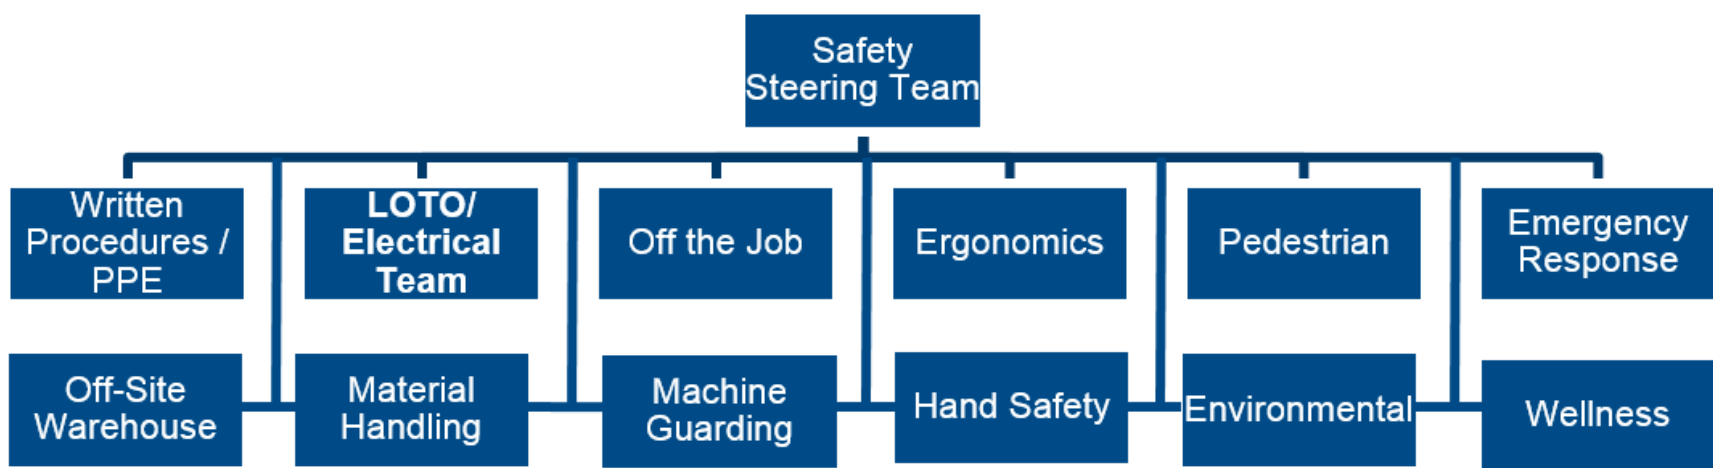 Safety
Steering Team
Written
Procedures /
PPE
LOTO/
Electrical
Team
Off the Job
Ergonomics
Pedestrian
Emergency
Response
Off-Site
Warehouse
Material
Handling
Machine
Guarding
Hand Safety
Environmental
Wellness